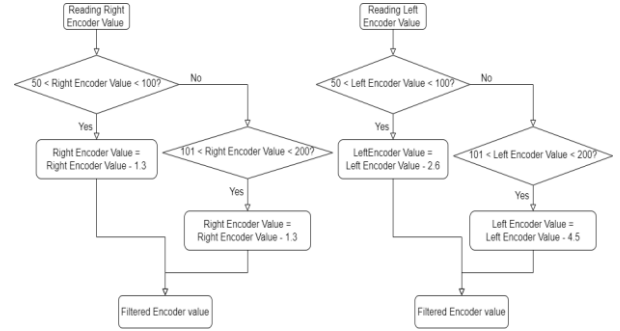 Reading Right
Encoder Value
50 < Right Encoder Value < 100?
No
Yes
Right Encoder Value =
Right Encoder Value - 1.3
101 < Right Encoder Value < 200?
Yes
Right Encoder Value =
Right Encoder Value - 1.3
Filtered Encoder value
Reading Left
Encoder Value
50 < Left Encoder Value < 100?
No
Yes
LeftEncoder Value =
Left Encoder Value - 2.6
101 < Left Encoder Value < 200?
Yes
Left Encoder Value =
Left Encoder Value - 4.5
Filtered Encoder value